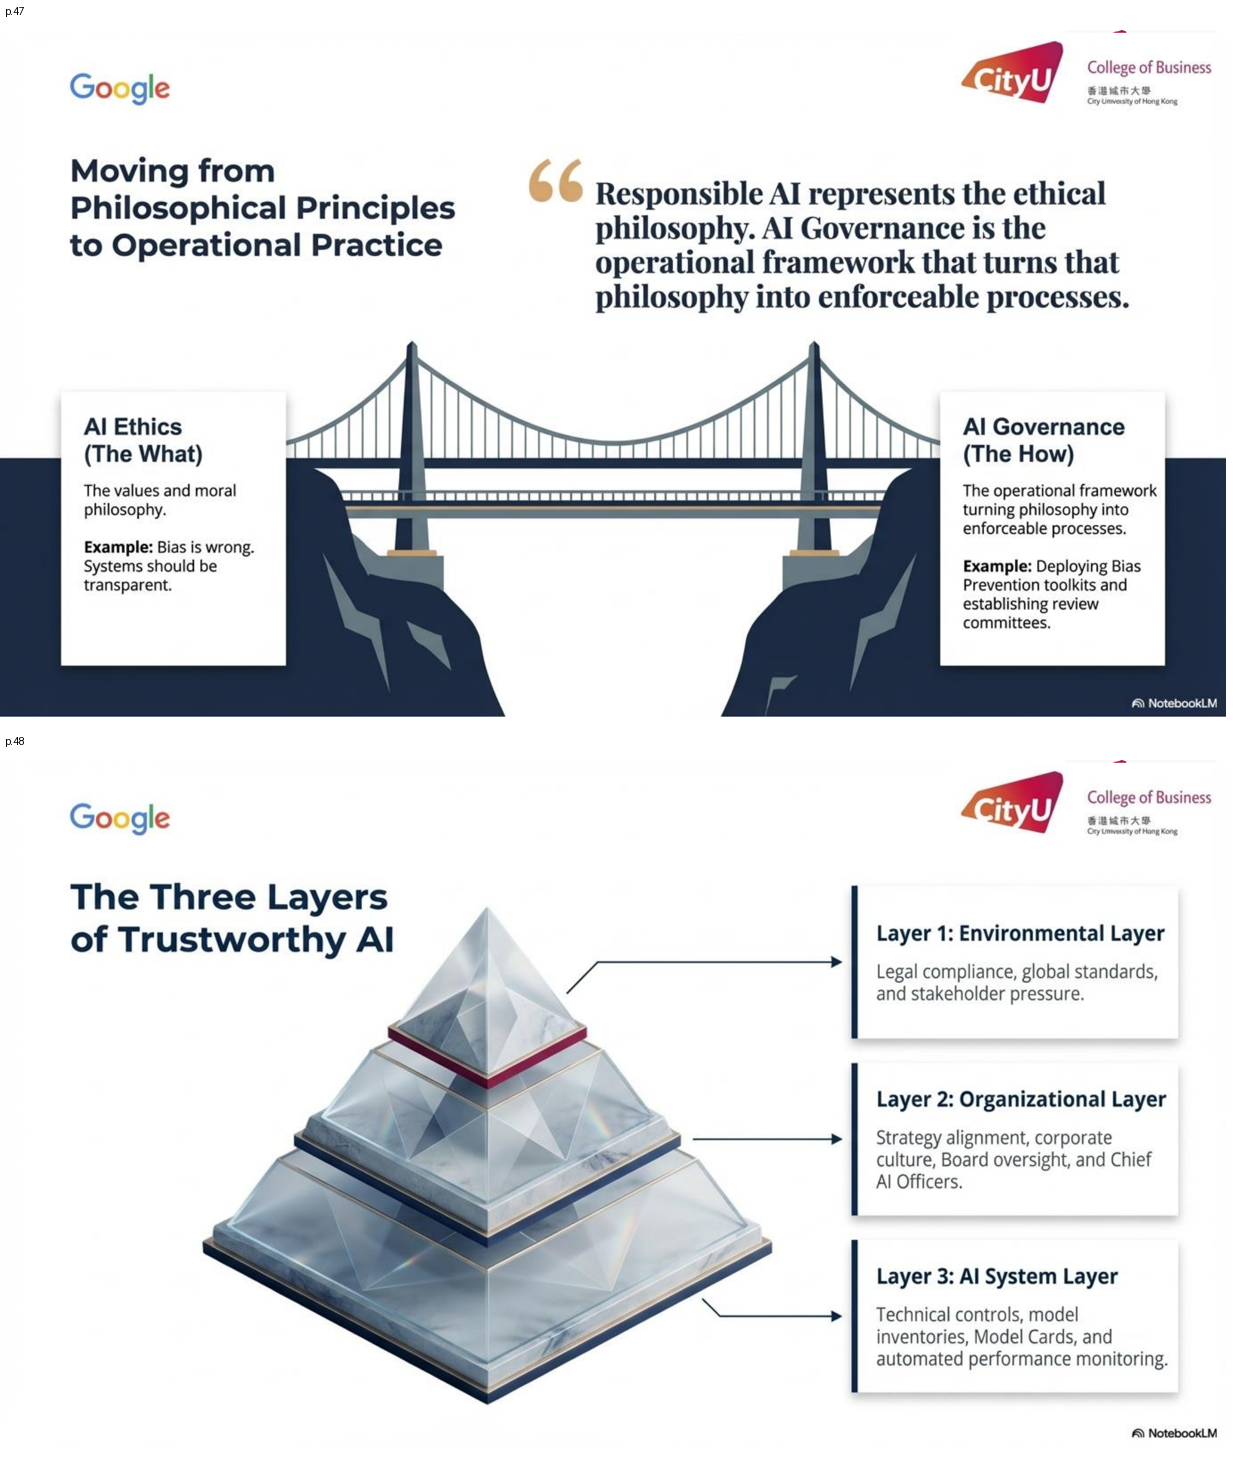 p.47
Google
CityU
College of Business
香港城市大學
City University of Hong Kong
Moving from
Philosophical Principles
to Operational Practice
“ Responsible AI represents the ethical
philosophy. AI Governance is the
operational framework that turns that
philosophy into enforceable processes.
AI Ethics
(The What)
The values and moral
philosophy.
Example: Bias is wrong.
Systems should be
transparent.
AI Governance
(The How)
The operational framework
turning philosophy into
enforceable processes.
Example: Deploying Bias
Prevention toolkits and
establishing review
committees.
NotebookLM
p.48
Google
CityU
College of Business
香港城市大學
City University of Hong Kong
The Three Layers
of Trustworthy AI
Layer 1: Environmental Layer
Legal compliance, global standards,
and stakeholder pressure.
Layer 2: Organizational Layer
Strategy alignment, corporate
culture, Board oversight, and Chief
AI Officers.
Layer 3: AI System Layer
Technical controls, model
inventories, Model Cards, and
automated performance monitoring.
NotebookLM